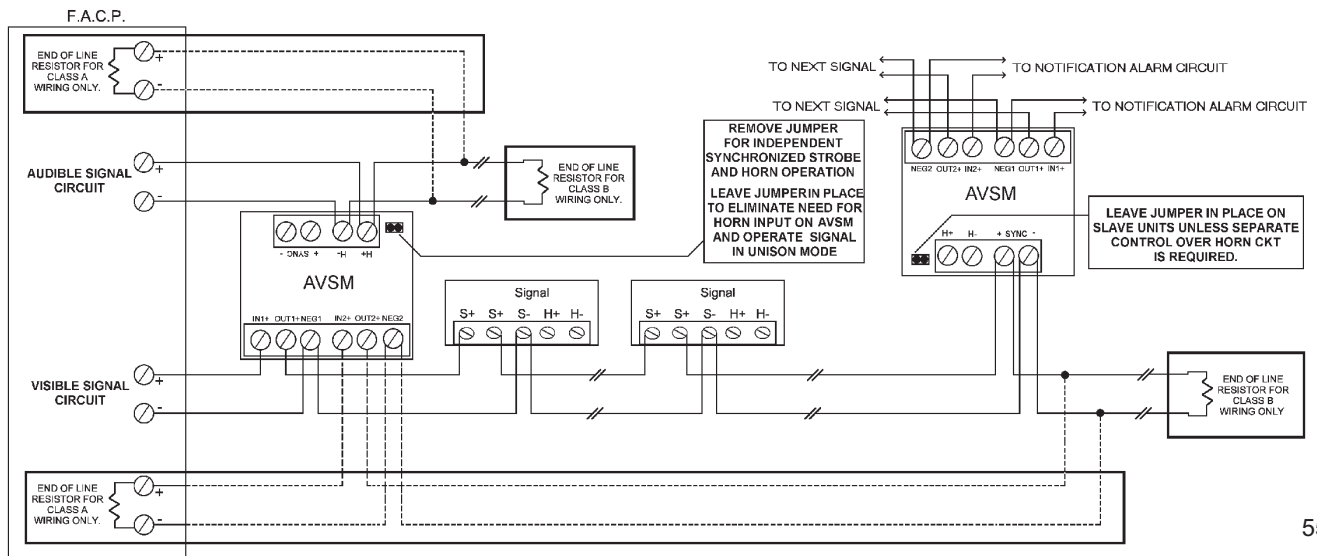 F.A.C.P.
END OF LINE
RESISTOR FOR
CLASS A
WIRING ONLY.
+
-
AUDIBLE SIGNAL
CIRCUIT
+
-
END OF LINE
RESISTOR FOR
CLASS B
WIRING ONLY.
- SYNC + H- H+
AVSM
IN1+ OUT1+ NEG1 IN2+ OUT2+ NEG2
REMOVE JUMPER
FOR INDEPENDENT
SYNCHRONIZED STROBE
AND HORN OPERATION
LEAVE JUMPER IN PLACE
TO ELIMINATE NEED FOR
HORN INPUT ON AVSM
AND OPERATE SIGNAL
IN UNISON MODE
TO NEXT SIGNAL
TO NOTIFICATION ALARM CIRCUIT
TO NEXT SIGNAL
TO NOTIFICATION ALARM CIRCUIT
NEG2 OUT2+ IN2+ NEG1 OUT1+ IN1+
AVSM
H+ H- + SYNC -
LEAVE JUMPER IN PLACE ON
SLAVE UNITS UNLESS SEPARATE
CONTROL OVER HORN CKT
IS REQUIRED.
Signal
S+ S+ S- H+ H-
Signal
S+ S+ S- H+ H-
VISIBLE SIGNAL
CIRCUIT
+
-
END OF LINE
RESISTOR FOR
CLASS B
WIRING ONLY
END OF LINE
RESISTOR FOR
CLASS A
WIRING ONLY.
+
-